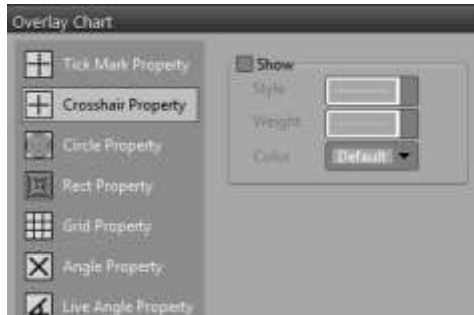 Overlay Chart
Tick Mark Property
Crosshair Property
Circle Property
Rect Property
Grid Property
Angle Property
Live Angle Property
Show
Style
Weight
Color
Default